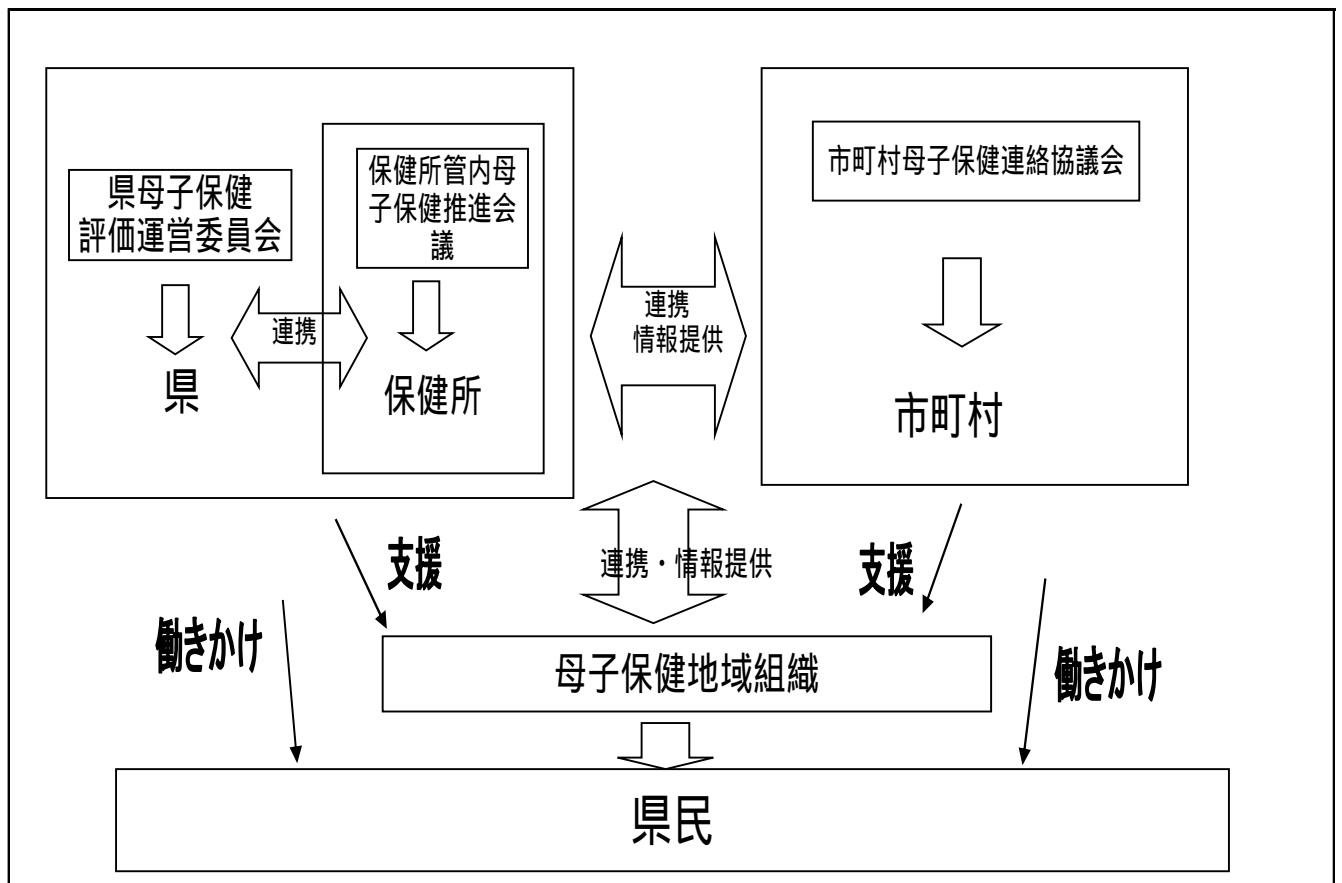 県母子保健
評価運営委員会
保健所管内母
子保健推進会
議
市町村母子保健連絡協議会
連携
連携
情報提供
県
保健所
市町村
支援
連携・情報提供
支援
働きかけ
働きかけ
母子保健地域組織
県民